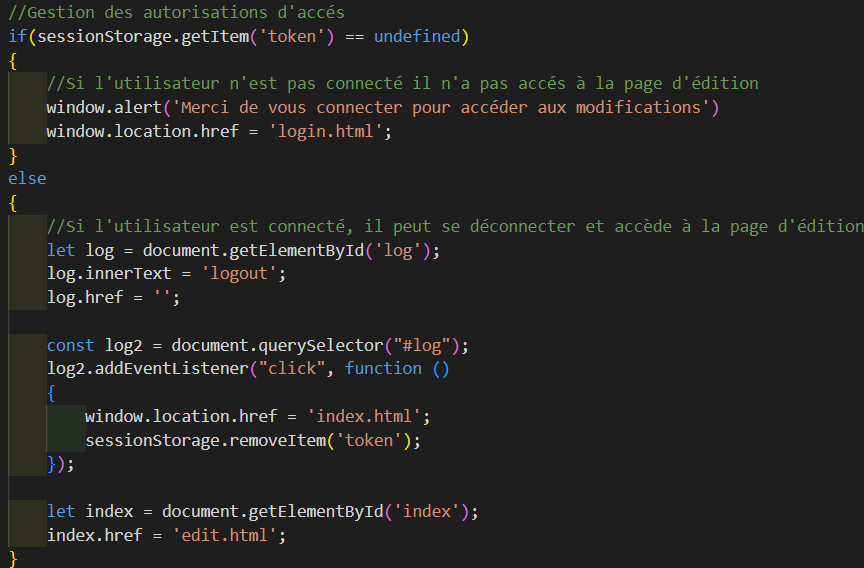 //Gestion des autorisations d'accés
if(sessionStorage.getItem('token') == undefined)
{
    //Si l'utilisateur n'est pas connecté il n'a pas accés à la page d'édition
    window.alert('Merci de vous connecter pour accéder aux modifications')
    window.location.href = 'login.html';
}
else
{
    //Si l'utilisateur est connecté, il peut se déconnecter et accède à la page d'édition
    let log = document.getElementById('log');
    log.innerText = 'logout';
    log.href = '';

    const log2 = document.querySelector("#log");
    log2.addEventListener("click", function ()
    {
        window.location.href = 'index.html';
        sessionStorage.removeItem('token');
    });

    let index = document.getElementById('index');
    index.href = 'edit.html';
}